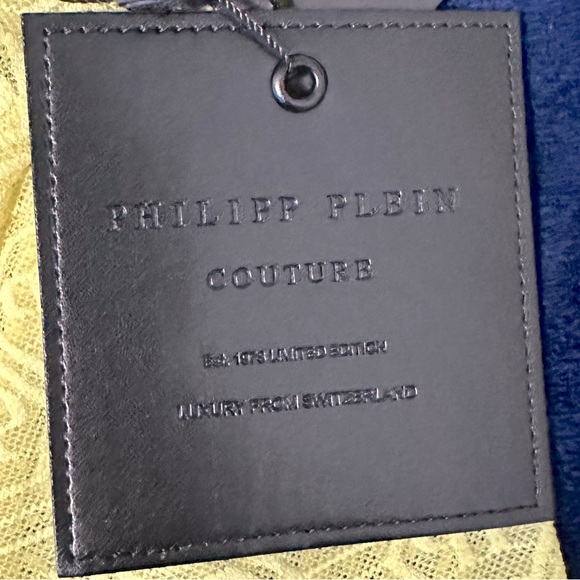 PHILIPP PLEIN
COUTURE
Est. 1978 LIMITED EDITION
LUXURY FROM SWITZERLAND